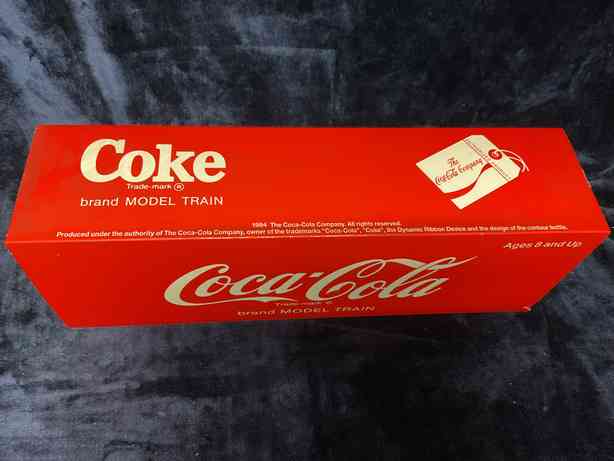 Coke
Trade-mark ®
brand MODEL TRAIN
The
Coca-Cola Company
1984 The Coca-Cola Company. All rights reserved.
Produced under the authority of The Coca-Cola Company, owner of the trademarks "Coca-Cola", "Coke", the Dynamic Ribbon Device and the design of the contour bottle.
Ages 8 and Up
Coca-Cola
Trade-mark ®
brand MODEL TRAIN